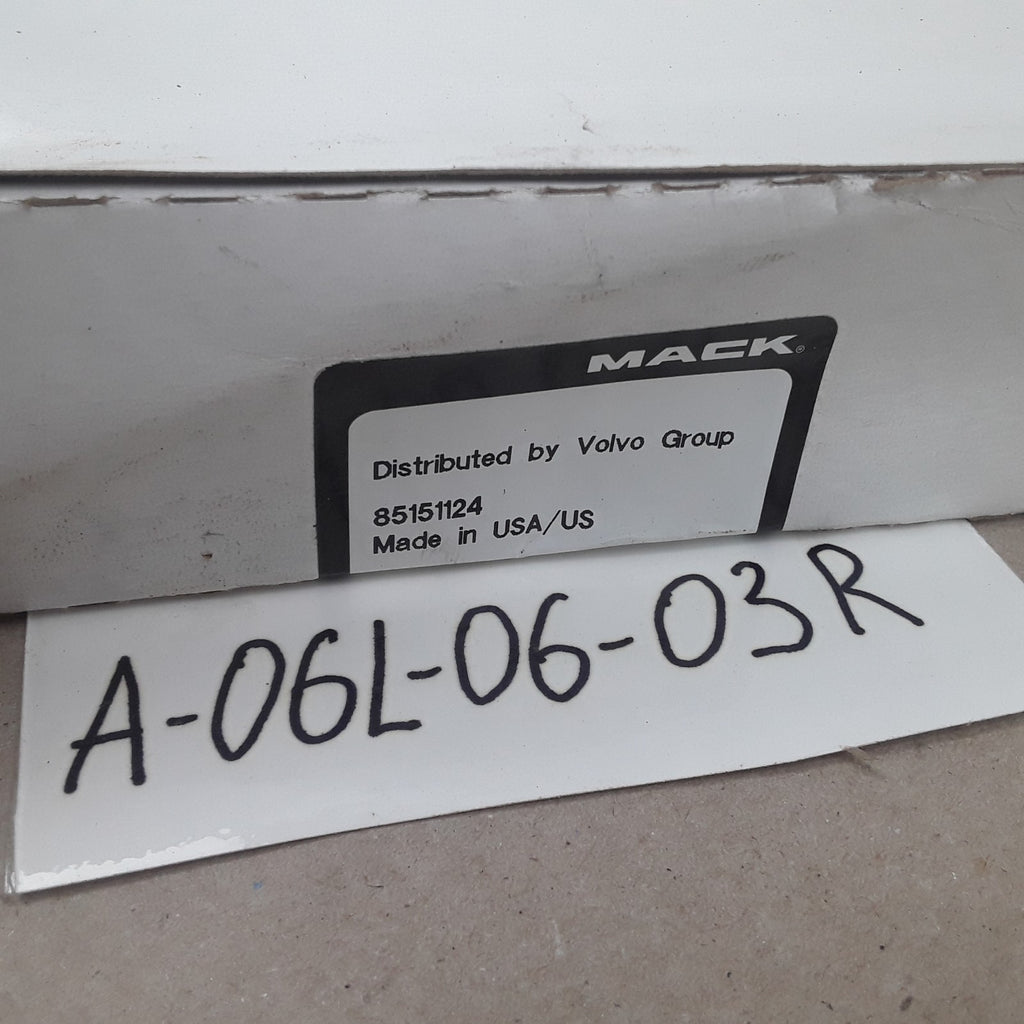 MACK®
Distributed by Volvo Group
85151124
Made in USA/US
A-06L-06-03R